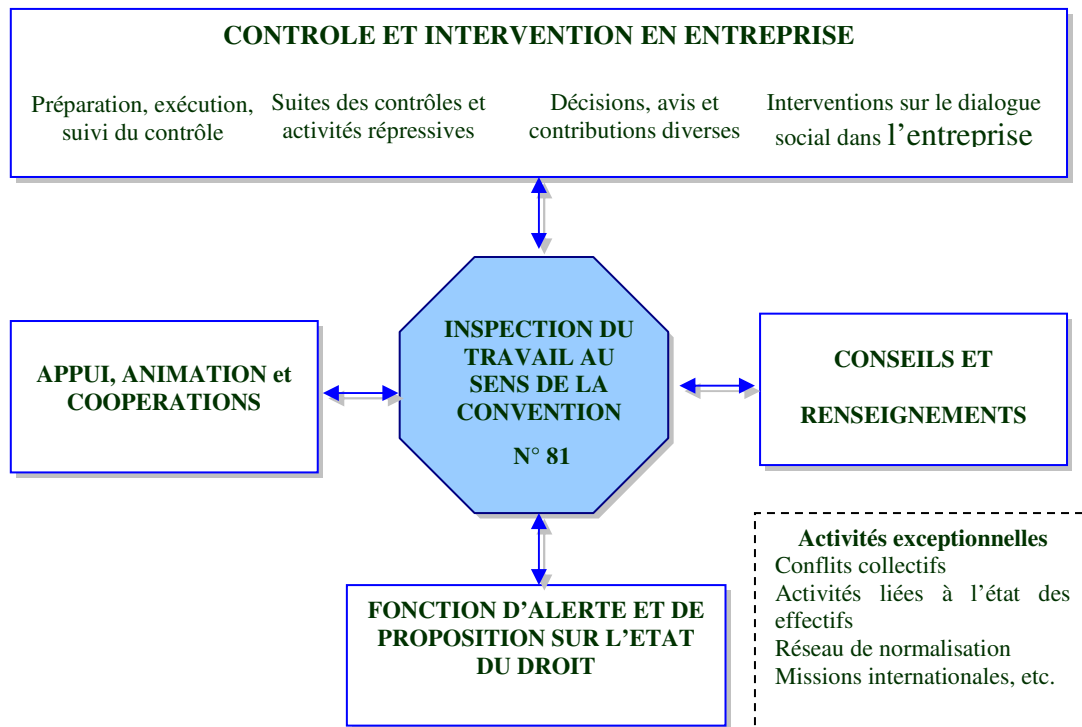 CONTROLE ET INTERVENTION EN ENTREPRISE
Préparation, exécution,
suivi du contrôle
Suites des contrôles et
activités répressives
Décisions, avis et
contributions diverses
Interventions sur le dialogue
social dans l’entreprise
APPUI, ANIMATION et
COOPERATIONS
INSPECTION DU
TRAVAIL AU
SENS DE LA
CONVENTION
N° 81
CONSEILS ET
RENSEIGNEMENTS
FONCTION D’ALERTE ET DE
PROPOSITION SUR L’ETAT
DU DROIT
Activités exceptionnelles
Conflits collectifs
Activités liées à l’état des
effectifs
Réseau de normalisation
Missions internationales, etc.